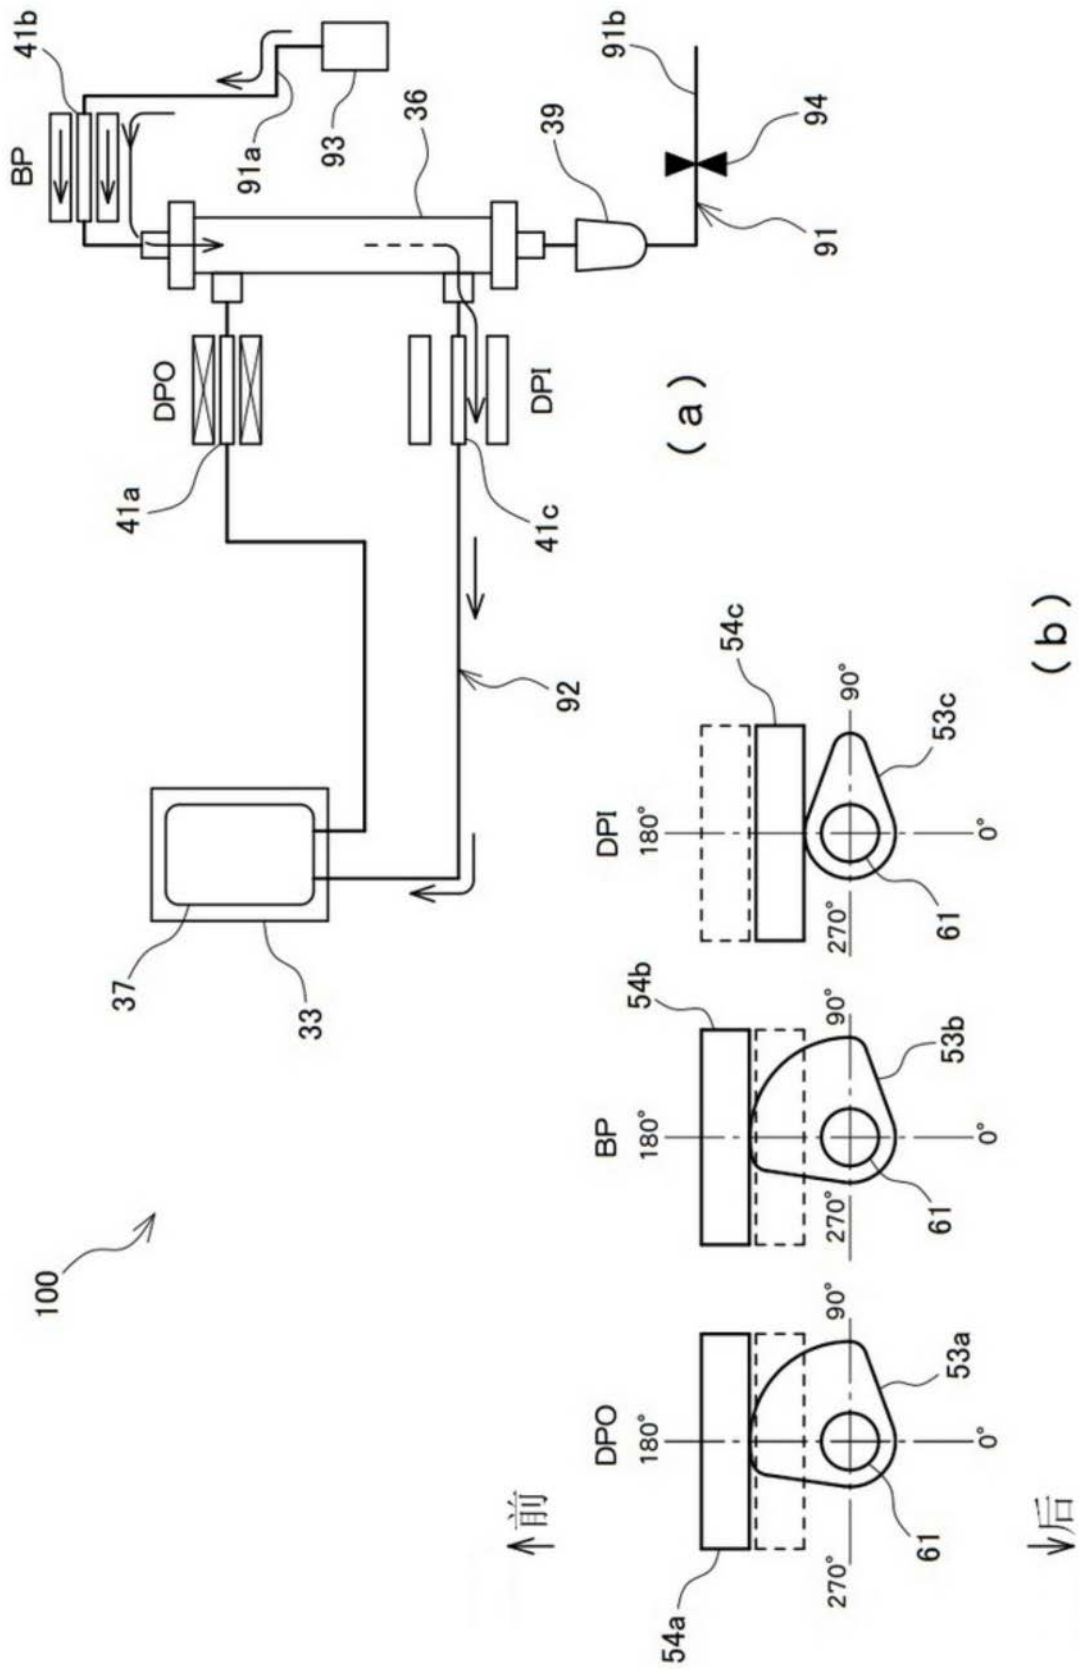 100
37
33
92
41a
DPO
41c
DPI
BP
41b
91a
93
36
39
91
94
91b
(a)
前
后
DPO
180°
54a
270°
90°
0°
61
53a
BP
180°
54b
270°
90°
0°
61
53b
DPI
180°
54c
270°
90°
0°
61
53c
(b)